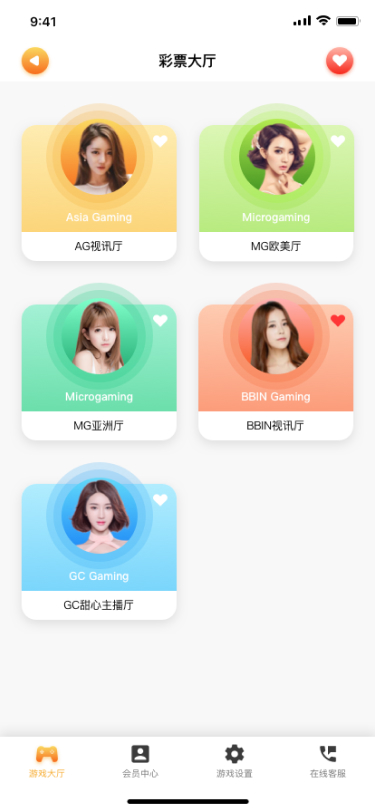 9:41
彩票大厅
Asia Gaming
AG视讯厅
Microgaming
MG欧美厅
Microgaming
MG亚洲厅
BBIN Gaming
BBIN视讯厅
GC Gaming
GC甜心主播厅
游戏大厅
会员中心
游戏设置
在线客服